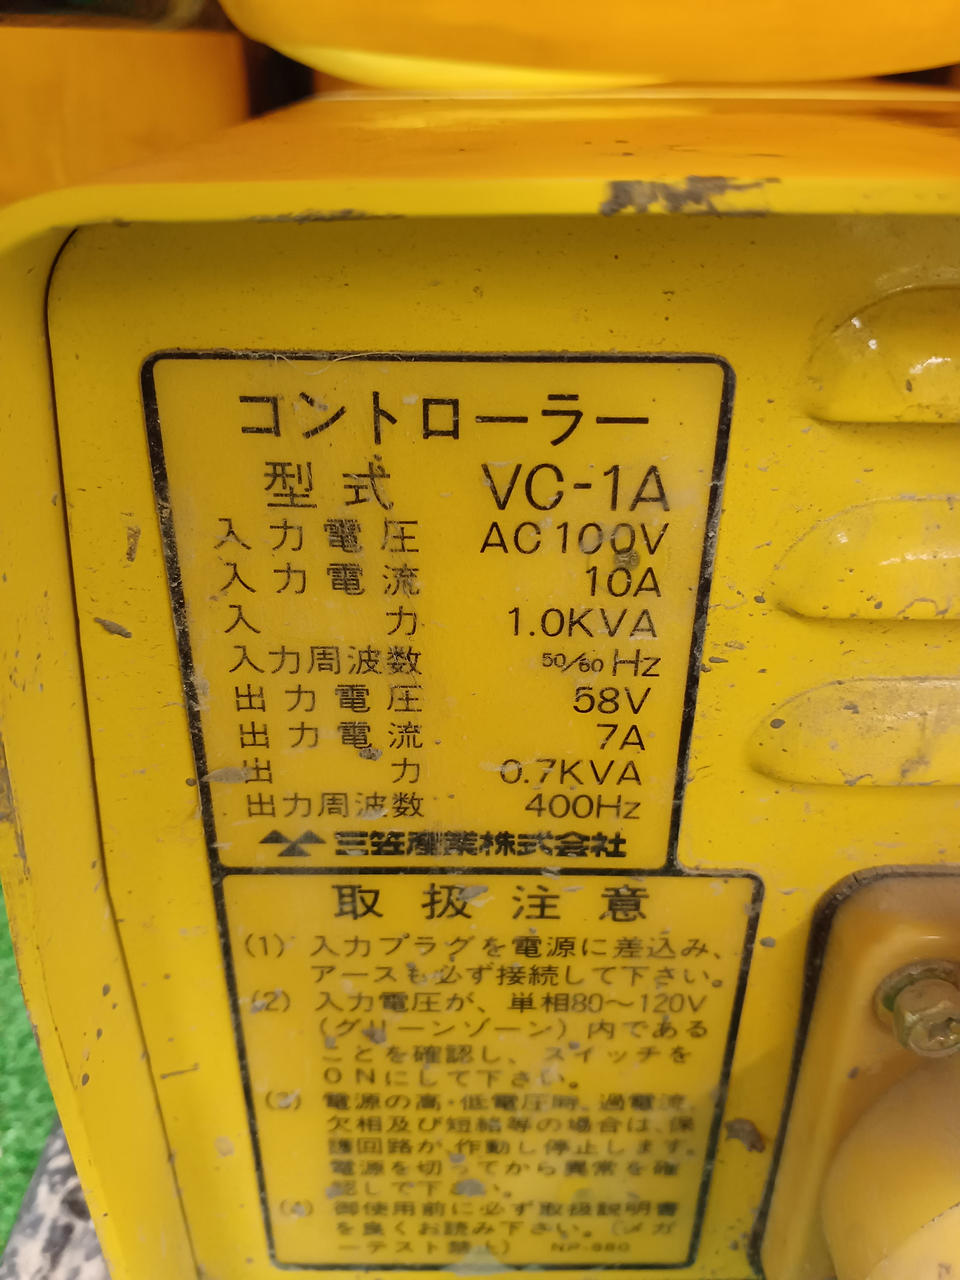 コントローラー
型式 VC-1A
入力電圧 AC100V
入力電流 10A
入力 1.0KVA
入力周波数 50/60 Hz
出力電圧 58V
出力電流 7A
出力 0.7KVA
出力周波数 400Hz
三笠産業株式会社
取扱注意
(1) 入力プラグを電源に差込み、
アースも必ず接続して下さい。
(2) 入力電圧が、単相80〜120V
(グリーンゾーン)内である
ことを確認し、スイッチを
ONにして下さい。
(3) 電源の高・低電圧時、過電流、
欠相及び短絡等の場合は、保
護回路が、作動し停止します。
電源を切ってから異常を確
認して下さい。
(4) 御使用前に必ず取扱説明書
を良くお読み下さい。(メガ
ーテスト禁止) NP-980